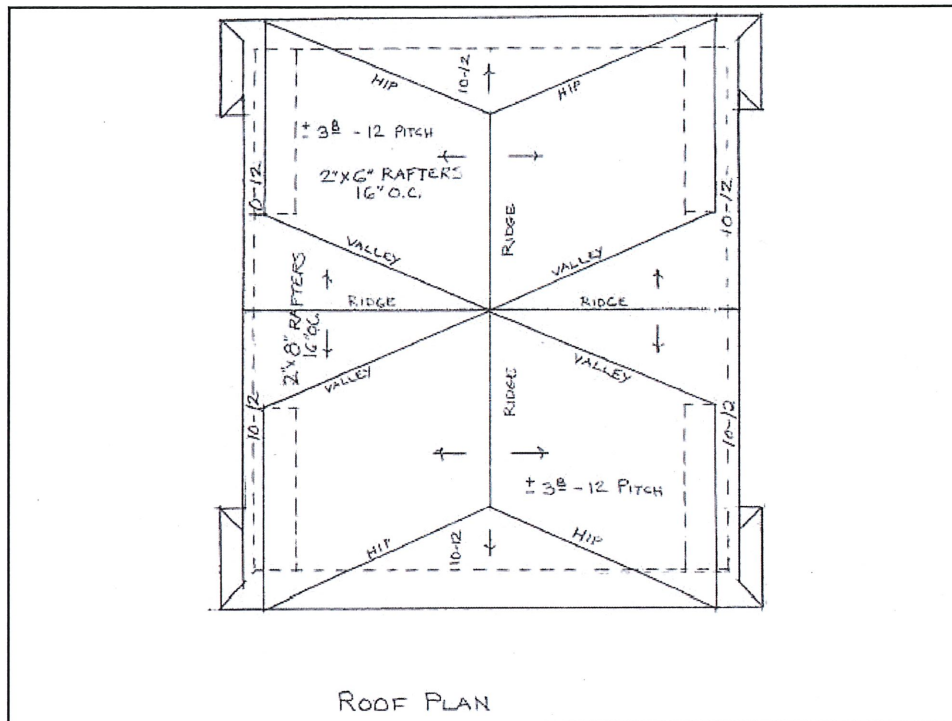 HIP
10-12
HIP
± 3⁸ - 12 PITCH
2"X6" RAFTERS
16" O.C.
10-12
10-12
RIDGE
VALLEY
VALLEY
RIDGE
RIDGE
2"X8" RAFTERS
16" O.C.
VALLEY
VALLEY
RIDGE
10-12
10-12
± 3⁸ - 12 PITCH
HIP
10-12
HIP
ROOF PLAN